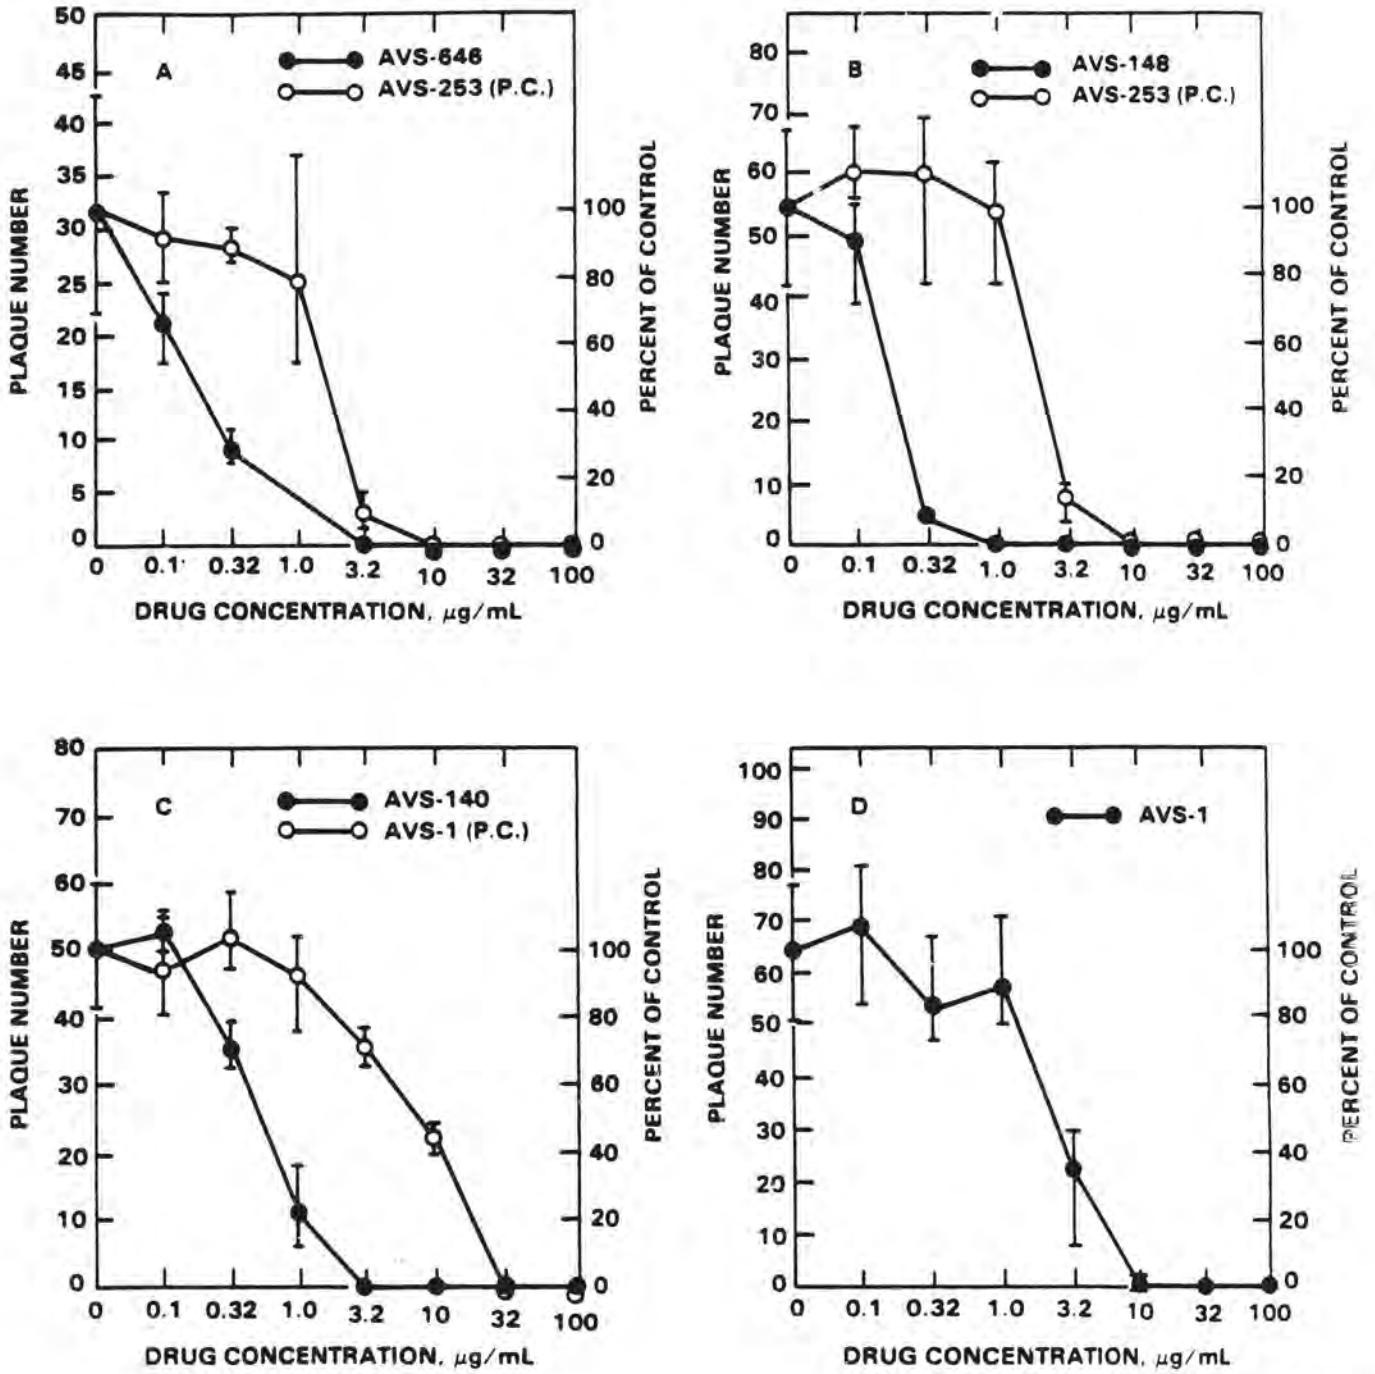 A
AVS-646
AVS-253 (P.C.)
PLAQUE NUMBER
50
45
40
35
30
25
20
15
10
5
0
PERCENT OF CONTROL
100
80
60
40
20
0
0 0.1 0.32 1.0 3.2 10 32 100
DRUG CONCENTRATION, µg/mL
B
AVS-148
AVS-253 (P.C.)
PLAQUE NUMBER
80
70
60
50
40
30
20
10
0
PERCENT OF CONTROL
100
80
60
40
20
0
0 0.1 0.32 1.0 3.2 10 32 100
DRUG CONCENTRATION, µg/mL
C
AVS-140
AVS-1 (P.C.)
PLAQUE NUMBER
80
70
60
50
40
30
20
10
0
PERCENT OF CONTROL
100
80
60
40
20
0
0 0.1 0.32 1.0 3.2 10 32 100
DRUG CONCENTRATION, µg/mL
D
AVS-1
PLAQUE NUMBER
100
90
80
70
60
50
40
30
20
10
0
PERCENT OF CONTROL
100
80
60
40
20
0
0 0.1 0.32 1.0 3.2 10 32 100
DRUG CONCENTRATION, µg/mL